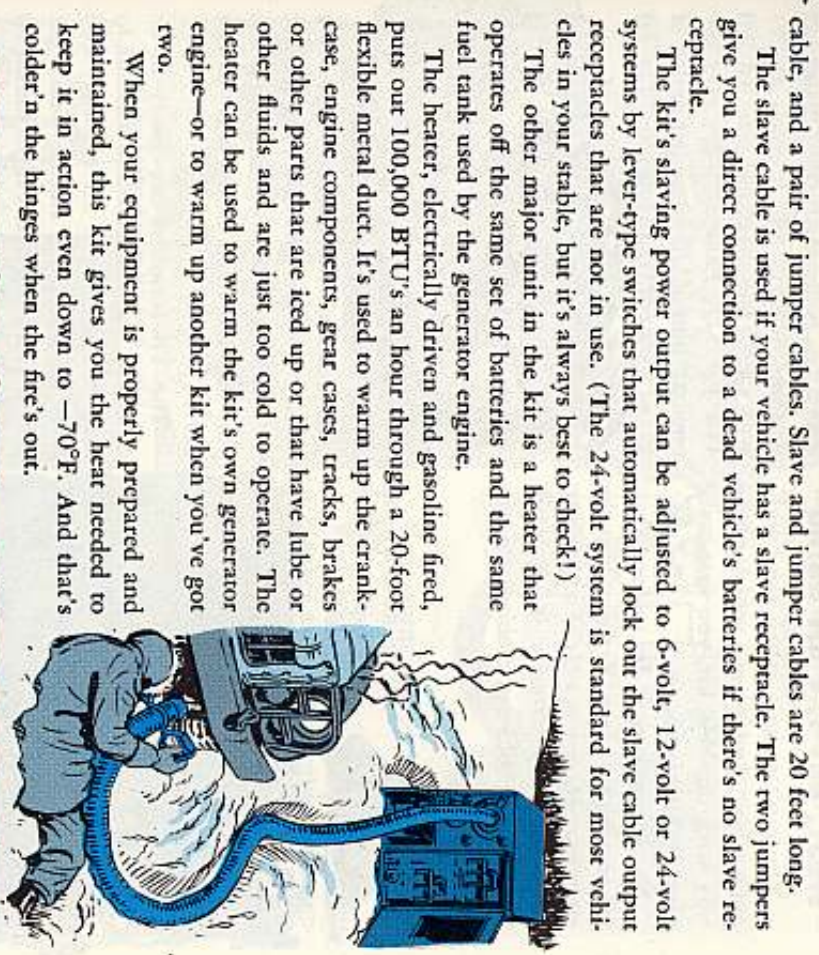 cable, and a pair of jumper cables. Slave and jumper cables are 20 feet long.
The slave cable is used if your vehicle has a slave receptacle. The two jumpers
give you a direct connection to a dead vehicle's batteries if there's no slave re-
ceptacle.
The kit's slaving power output can be adjusted to 6-volt, 12-volt or 24-volt
systems by lever-type switches that automatically lock out the slave cable output
receptacles that are not in use. (The 24-volt system is standard for most vehi-
cles in your stable, but it's always best to check!)
The other major unit in the kit is a heater that
operates off the same set of batteries and the same
fuel tank used by the generator engine.
The heater, electrically driven and gasoline fired,
puts out 100,000 BTU's an hour through a 20-foot
flexible metal duct. It's used to warm up the crank-
case, engine components, gear cases, tracks, brakes
or other parts that are iced up or that have lube or
other fluids and are just too cold to operate. The
heater can be used to warm the kit's own generator
engine—or to warm up another kit when you've got
two.
When your equipment is properly prepared and
maintained, this kit gives you the heat needed to
keep it in action even down to —70°F. And that's
colder'n the hinges when the fire's out.